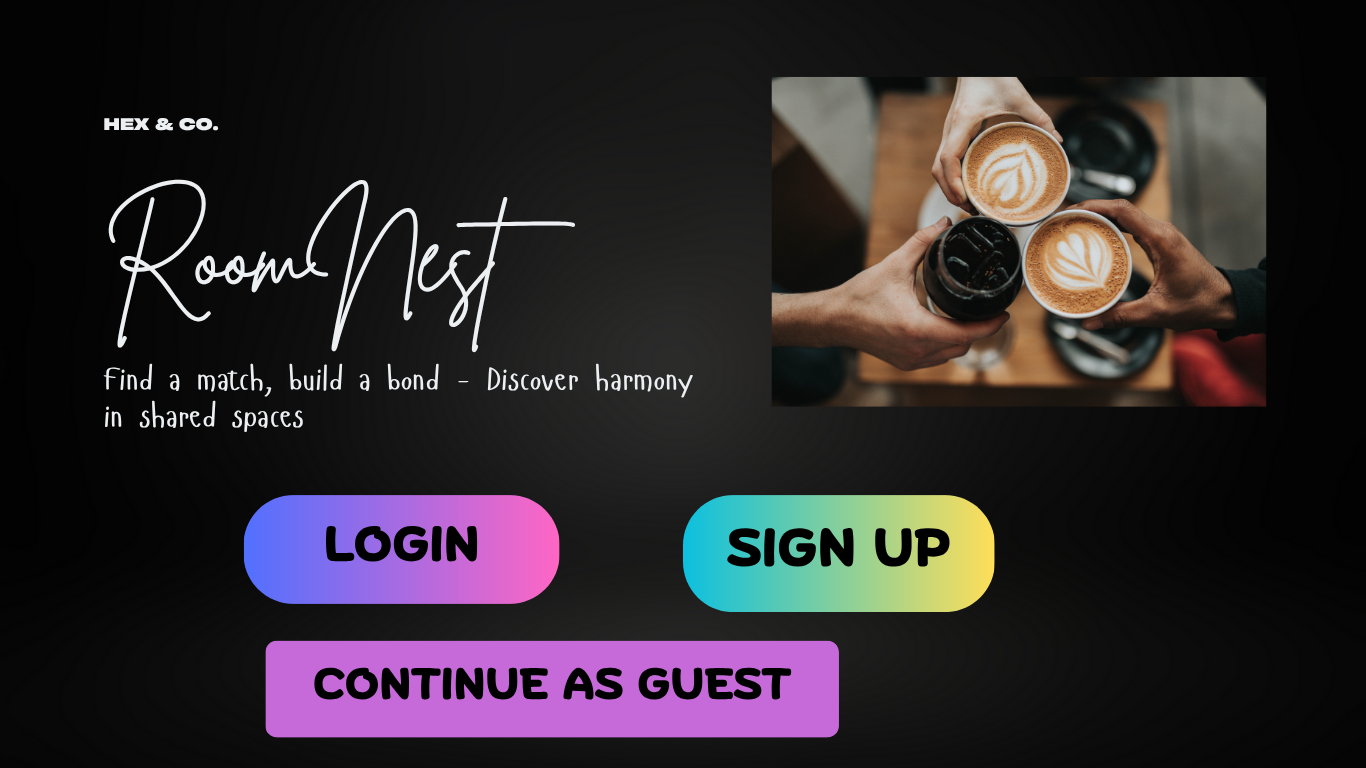 HEX & CO.
RoomNest
Find a match, build a bond - Discover harmony
in shared spaces
LOGIN
SIGN UP
CONTINUE AS GUEST